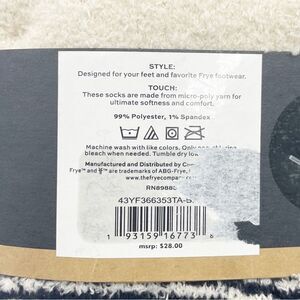 STYLE:
Designed for your feet and favorite Frye footwear.
TOUCH:
These socks are made from micro-poly yarn for
ultimate softness and comfort.
99% Polyester, 1% Spandex
Machine wash with like colors. Only
bleach when needed. Tumble dry low
Manufactured and Distributed by
Frye™ and are trademarks of ABG-Frye,
www.thefryecompany
RN8988
43YF366353TA-
1 93159 16773
msrp: $28.00